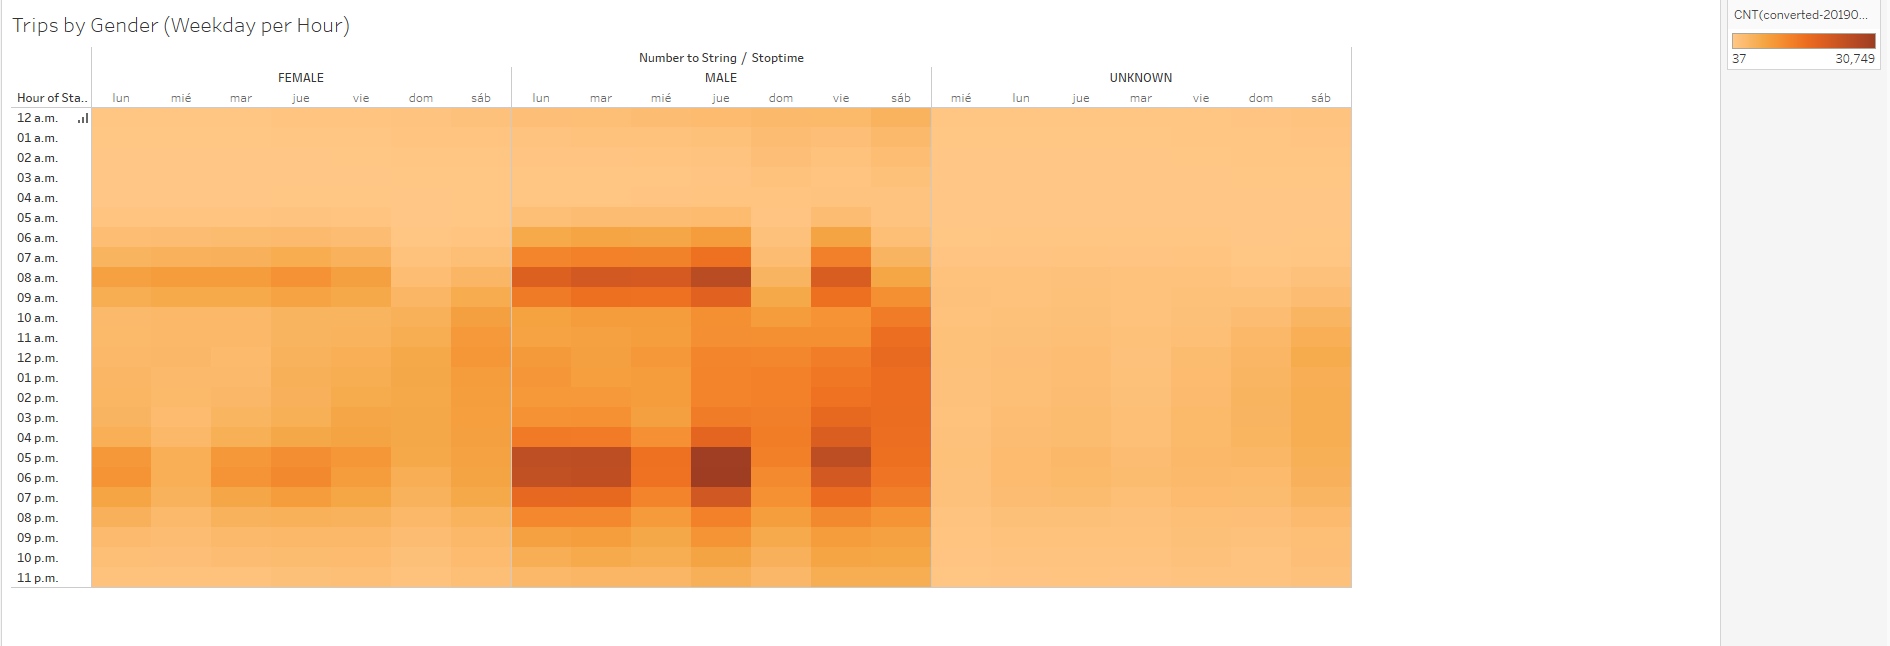 Trips by Gender (Weekday per Hour)
CNT(converted-20190...
37 30,749
Number to String / Stoptime
FEMALE MALE UNKNOWN
Hour of Sta.. lun mié mar jue vie dom sáb lun mar mié jue dom vie sáb mié lun jue mar vie dom sáb
12 a.m.
01 a.m.
02 a.m.
03 a.m.
04 a.m.
05 a.m.
06 a.m.
07 a.m.
08 a.m.
09 a.m.
10 a.m.
11 a.m.
12 p.m.
01 p.m.
02 p.m.
03 p.m.
04 p.m.
05 p.m.
06 p.m.
07 p.m.
08 p.m.
09 p.m.
10 p.m.
11 p.m.